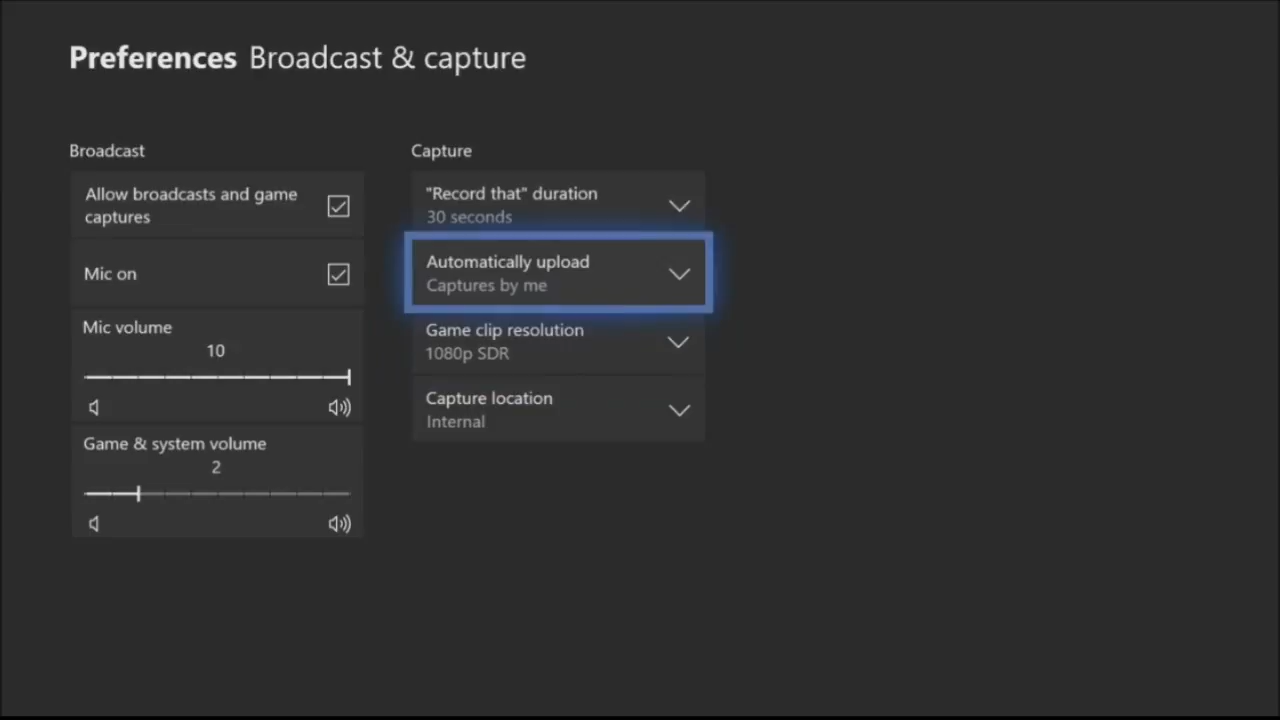 Preferences Broadcast & capture
Broadcast
Allow broadcasts and game
captures
Mic on
Mic volume
10
Game & system volume
2
Capture
"Record that" duration
30 seconds
Automatically upload
Captures by me
Game clip resolution
1080p SDR
Capture location
Internal